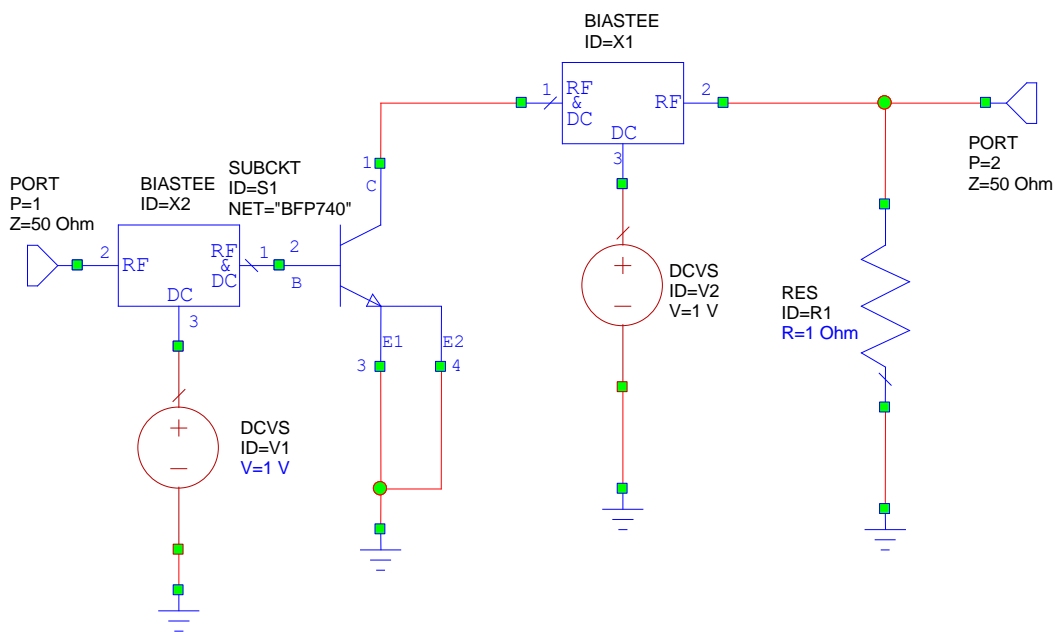 BIASTEE
ID=X1
1
RF
&
DC
RF
2
DC
3
PORT
P=2
Z=50 Ohm
PORT
P=1
Z=50 Ohm
BIASTEE
ID=X2
2
RF
RF
&
DC
1
DC
3
SUBCKT
ID=S1
NET="BFP740"
1
C
2
B
E1
E2
3
4
DCVS
ID=V2
V=1 V
RES
ID=R1
R=1 Ohm
DCVS
ID=V1
V=1 V